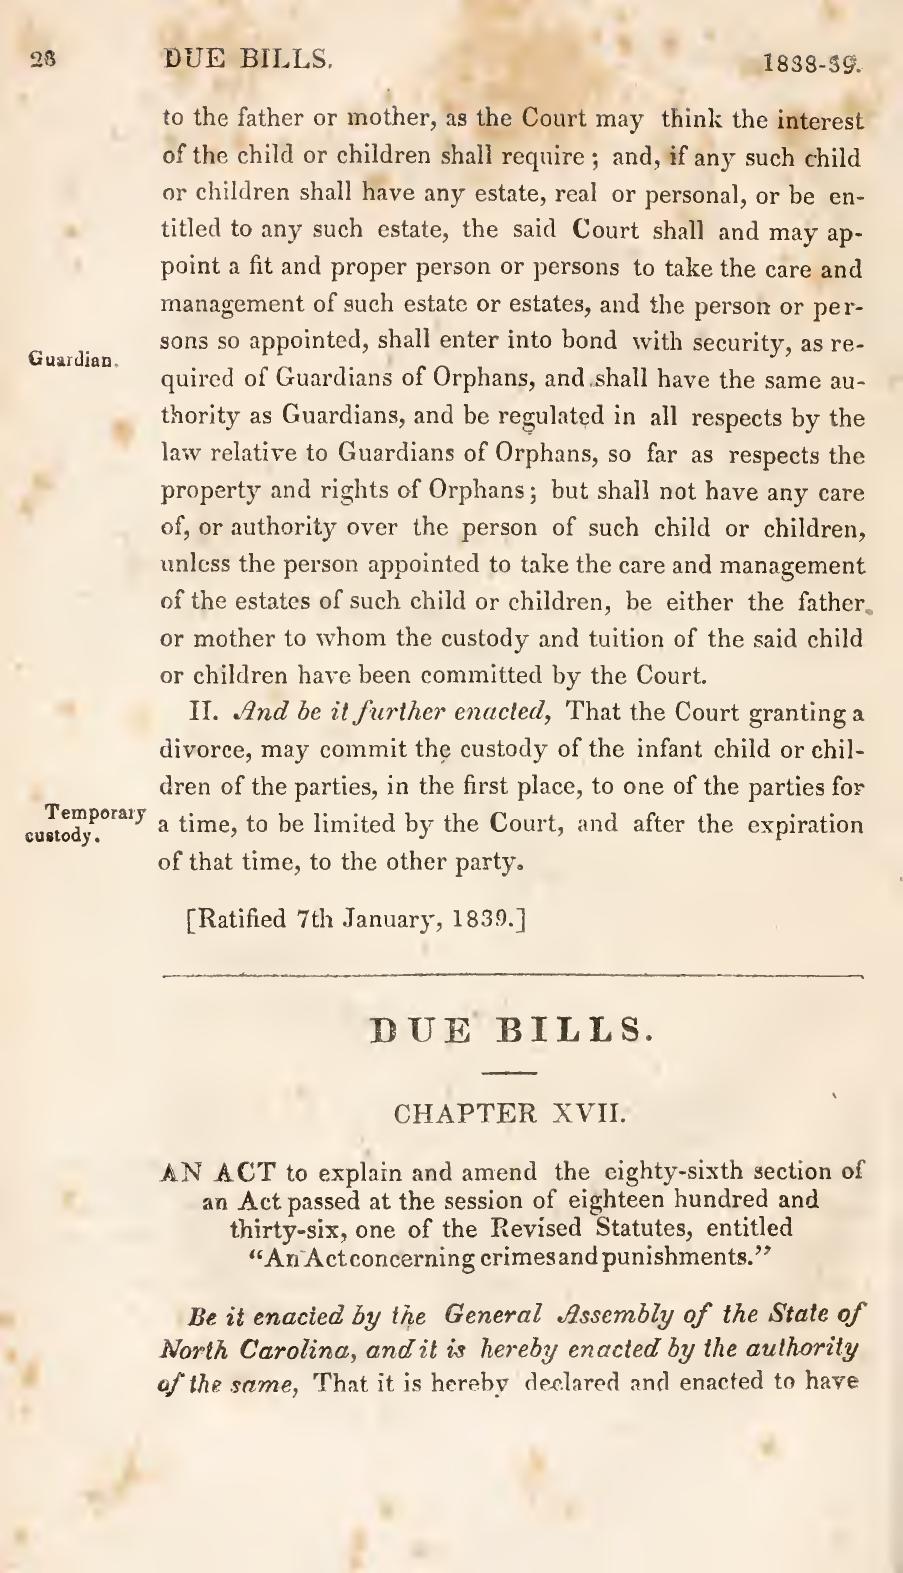 28 DUE BILLS. 1838-39.
to the father or mother, as the Court may think the interest
of the child or children shall require ; and, if any such child
or children shall have any estate, real or personal, or be en-
titled to any such estate, the said Court shall and may ap-
point a fit and proper person or persons to take the care and
management of such estate or estates, and the person or per-
sons so appointed, shall enter into bond with security, as re-
Guardian.
quired of Guardians of Orphans, and shall have the same au-
thority as Guardians, and be regulated in all respects by the
law relative to Guardians of Orphans, so far as respects the
property and rights of Orphans ; but shall not have any care
of, or authority over the person of such child or children,
unless the person appointed to take the care and management
of the estates of such child or children, be either the father
or mother to whom the custody and tuition of the said child
or children have been committed by the Court.
II. And be it further enacted, That the Court granting a
divorce, may commit the custody of the infant child or chil-
dren of the parties, in the first place, to one of the parties for
Temporary
custody.
a time, to be limited by the Court, and after the expiration
of that time, to the other party.
[Ratified 7th January, 1839.]
DUE BILLS.
CHAPTER XVII.
AN ACT to explain and amend the eighty-sixth section of
an Act passed at the session of eighteen hundred and
thirty-six, one of the Revised Statutes, entitled
“An Act concerning crimes and punishments.”
Be it enacted by the General Assembly of the State of
North Carolina, and it is hereby enacted by the authority
of the same, That it is hereby declared and enacted to have